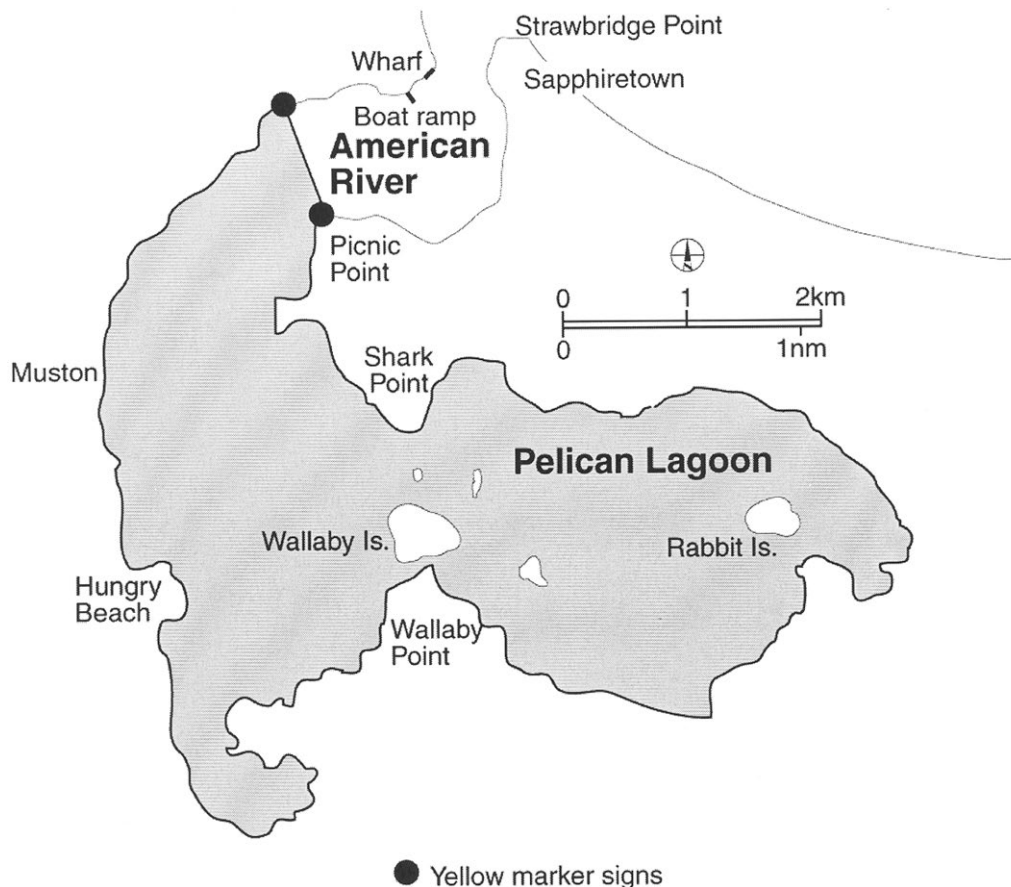 Strawbridge Point
Wharf
Sapphiretown
Boat ramp
American
River
Picnic
Point
N
0 1 2km
0 1nm
Shark
Point
Muston
Pelican Lagoon
Wallaby Is.
Rabbit Is.
Hungry
Beach
Wallaby
Point
Yellow marker signs